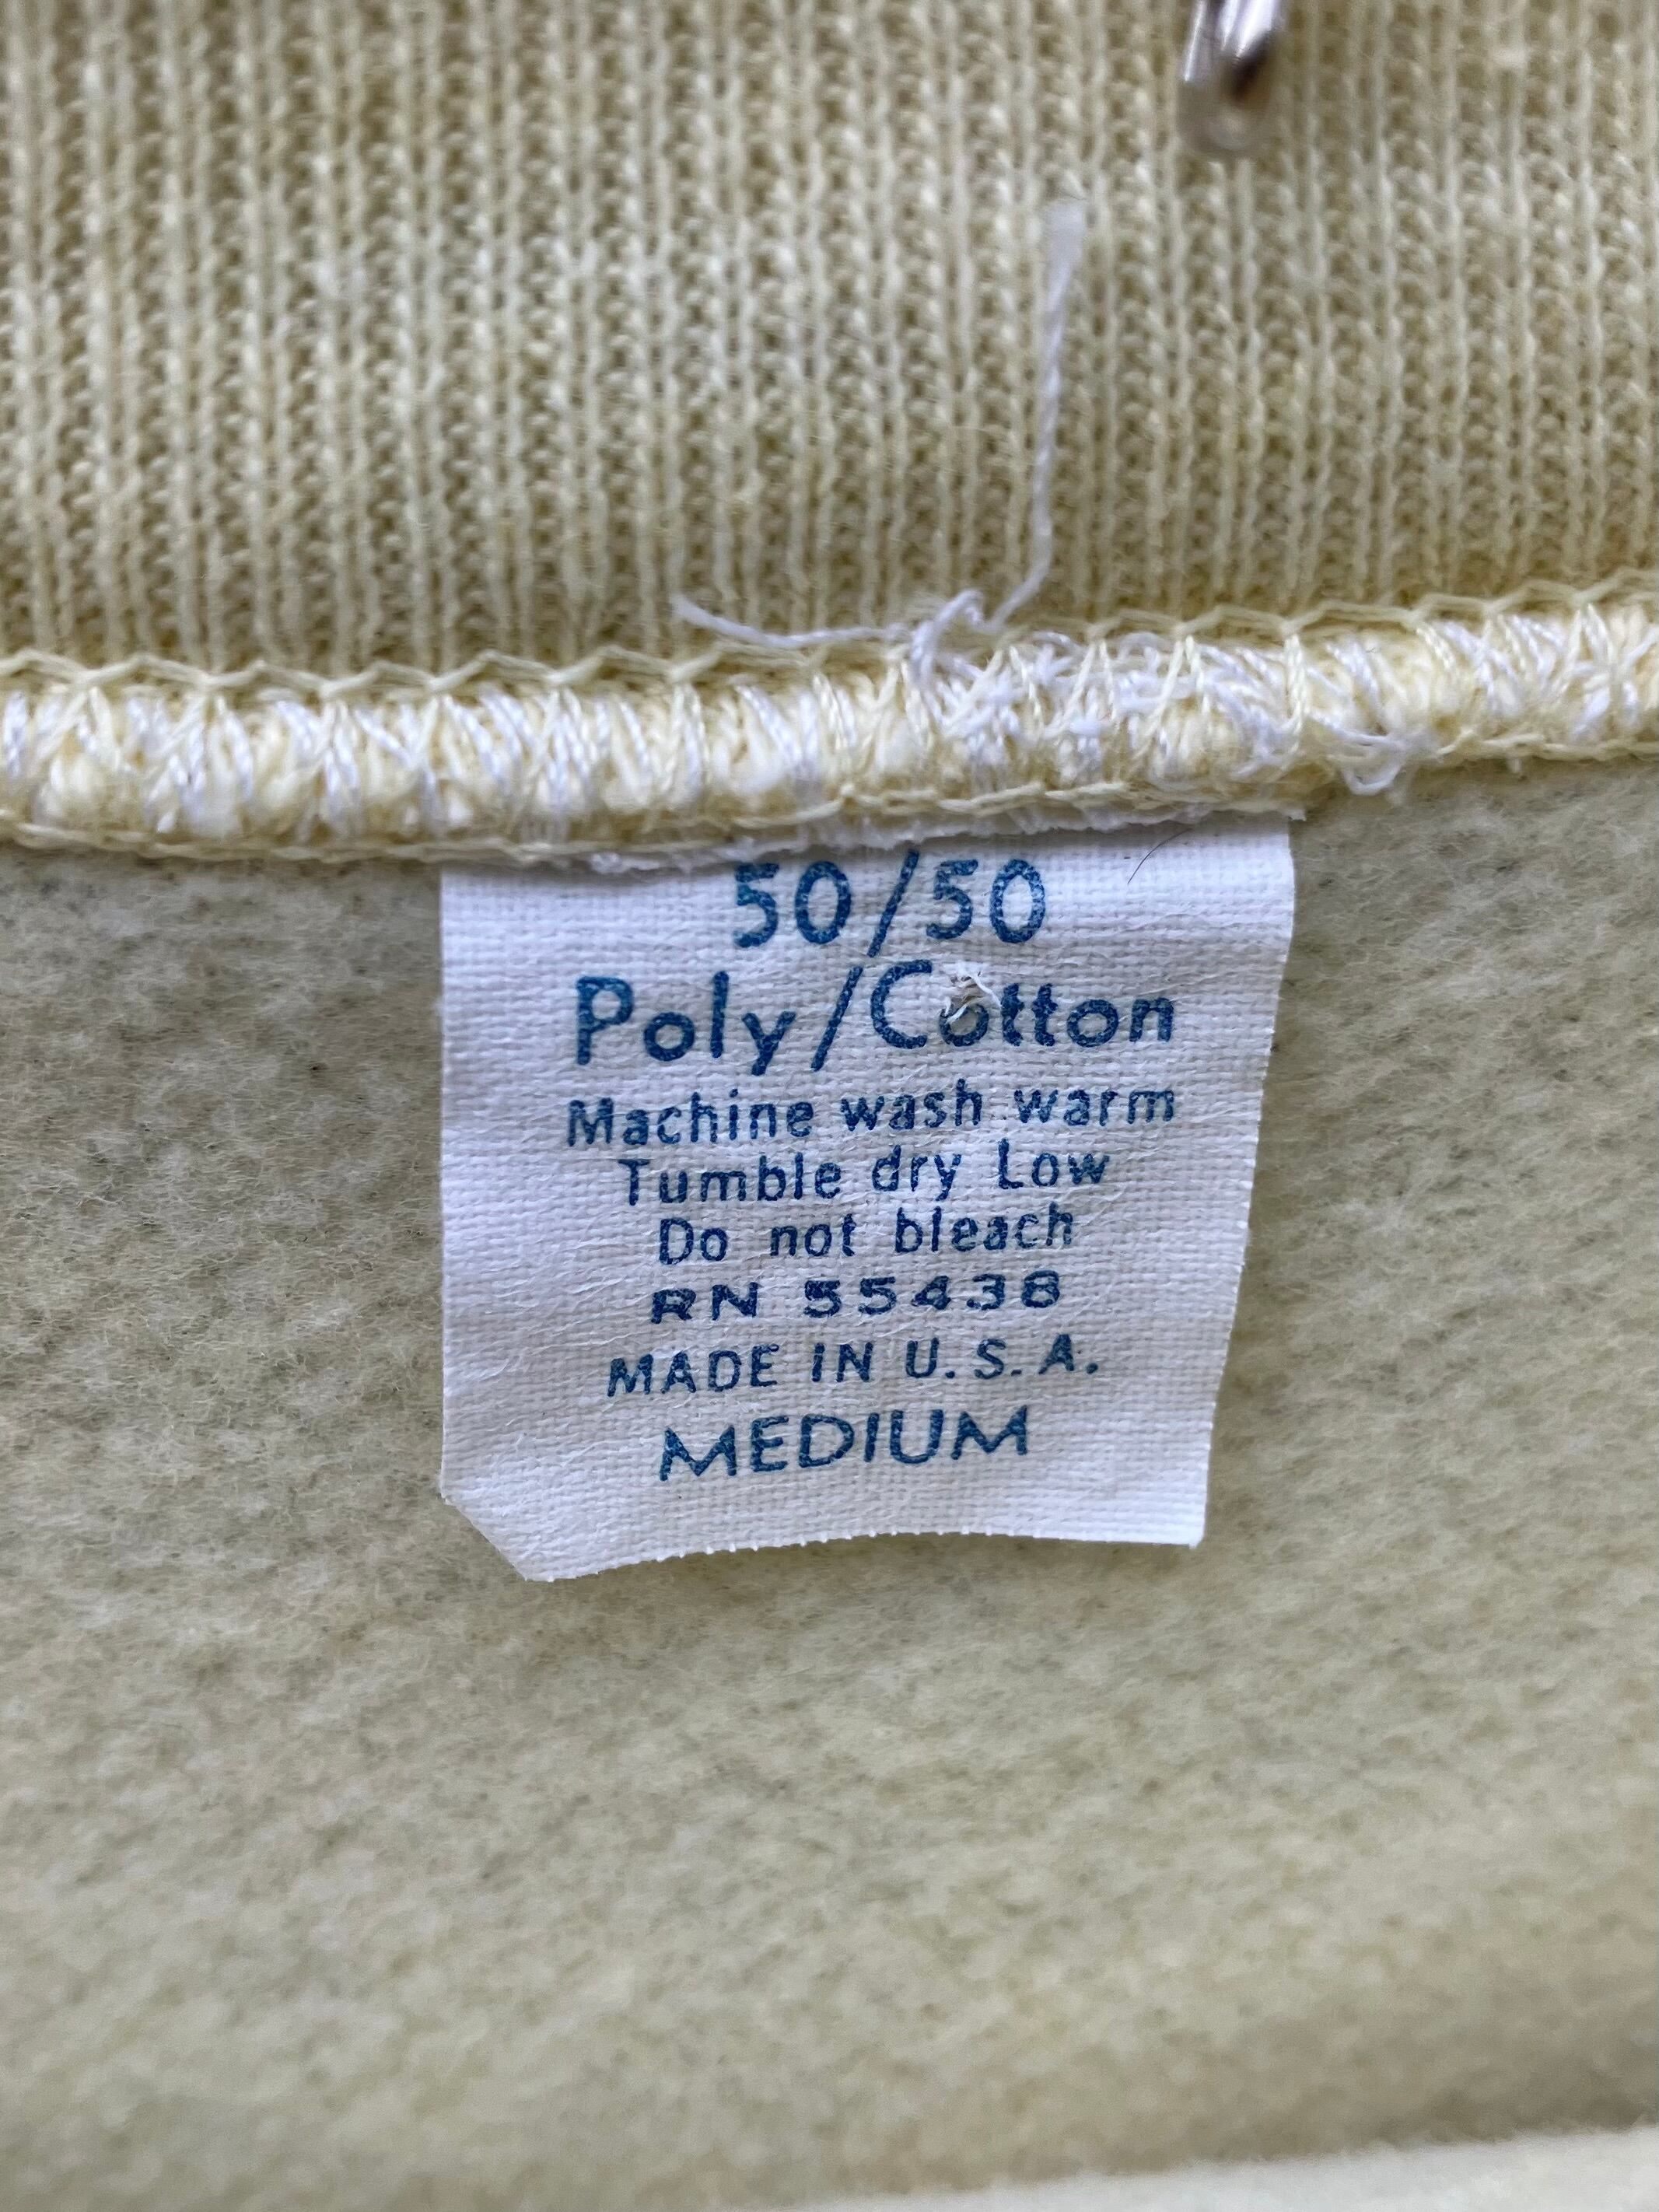 50/50
Poly/Cotton
Machine wash warm
Tumble dry Low
Do not bleach
RN 55438
MADE IN U.S.A.
MEDIUM